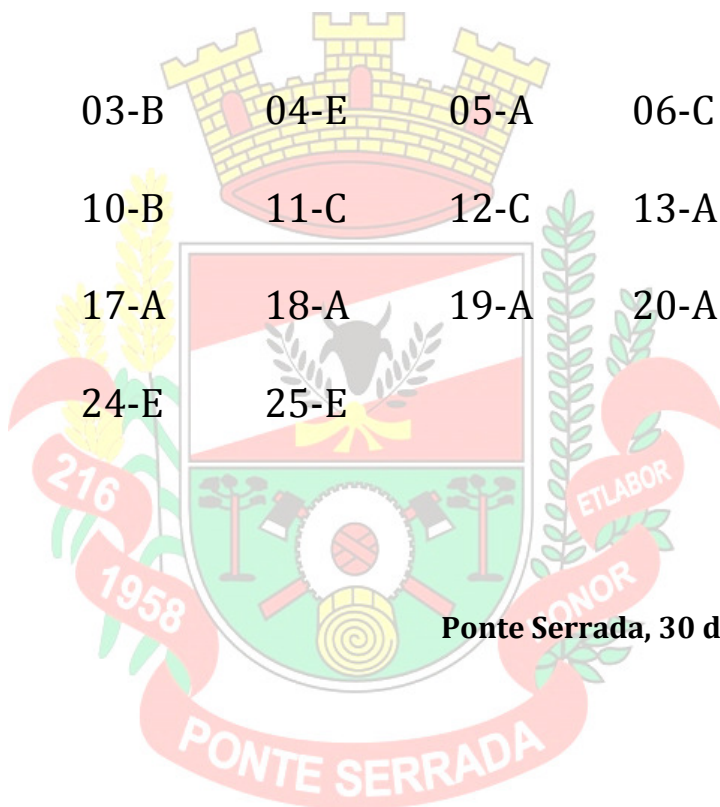 03-B 04-E 05-A 06-C
10-B 11-C 12-C 13-A
17-A 18-A 19-A 20-A
24-E 25-E
216
ETLABOR
1958
HONOR
Ponte Serrada, 30 d
PONTE SERRADA